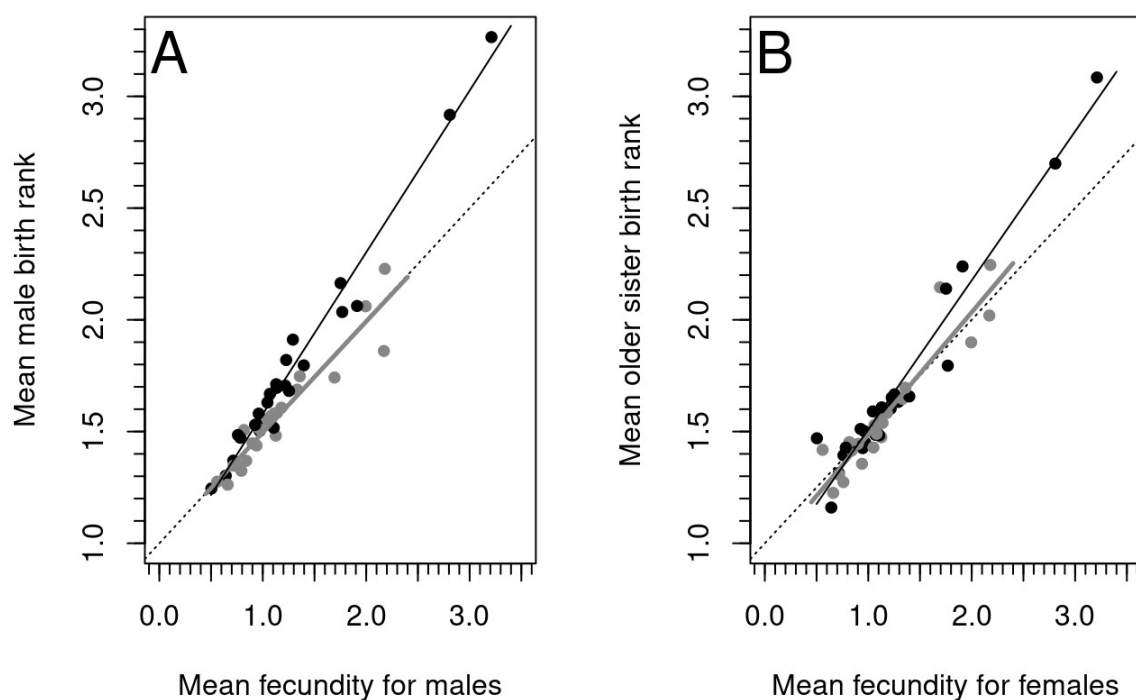 A
Mean male birth rank
3.0
2.5
2.0
1.5
1.0
0.0 1.0 2.0 3.0
Mean fecundity for males
B
Mean older sister birth rank
3.0
2.5
2.0
1.5
1.0
0.0 1.0 2.0 3.0
Mean fecundity for females